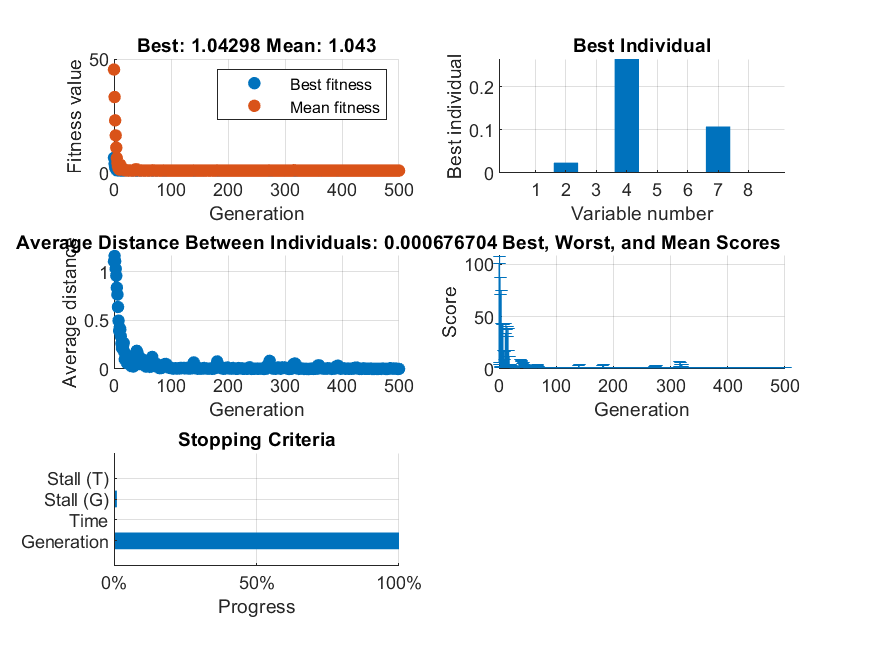 Best: 1.04298 Mean: 1.043
Fitness value
50
0
Best fitness
Mean fitness
0 100 200 300 400 500
Generation
Best Individual
Best individual
0.2
0.1
0
1 2 3 4 5 6 7 8
Variable number
Average Distance Between Individuals: 0.000676704
Average distance
1
0.5
0
0 100 200 300 400 500
Generation
Best, Worst, and Mean Scores
Score
100
50
0
0 100 200 300 400 500
Generation
Stopping Criteria
Stall (T)
Stall (G)
Time
Generation
0% 50% 100%
Progress